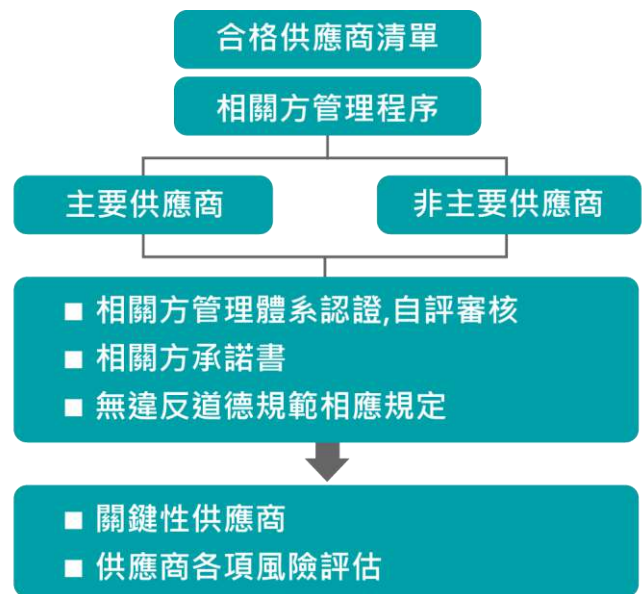 合格供應商清單
相關方管理程序
主要供應商
非主要供應商
■ 相關方管理體系認證,自評審核
■ 相關方承諾書
■ 無違反道德規範相應規定
■ 關鍵性供應商
■ 供應商各項風險評估